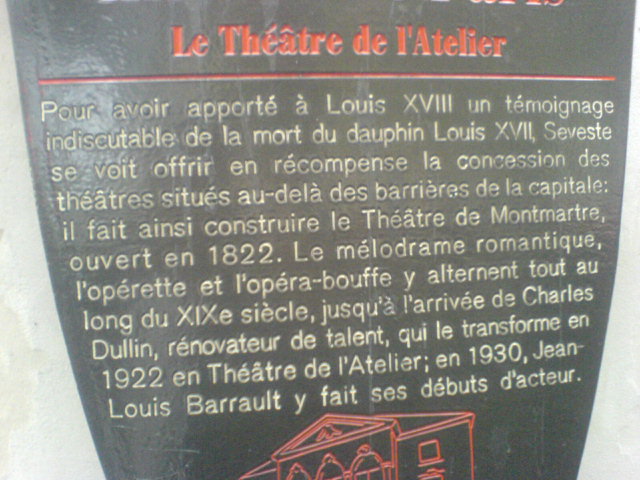 Le Théâtre de l'Atelier
Pour avoir apporté à Louis XVIII un témoignage
indiscutable de la mort du dauphin Louis XVII, Seveste
se voit offrir en récompense la concession des
théâtres situés au-delà des barrières de la capitale:
il fait ainsi construire le Théâtre de Montmartre,
ouvert en 1822. Le mélodrame romantique,
l'opérette et l'opéra-bouffe y alternent tout au
long du XIXe siècle, jusqu'à l'arrivée de Charles
Dullin, rénovateur de talent, qui le transforme en
1922 en Théâtre de l'Atelier; en 1930, Jean-
Louis Barrault y fait ses débuts d'acteur.